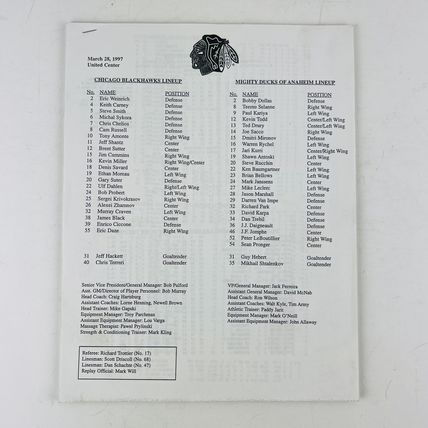 March 28, 1997
United Center
CHICAGO BLACKHAWKS LINEUP
No. NAME POSITION
2 Eric Weinrich Defense
4 Keith Carney Defense
5 Steve Smith Defense
6 Michal Sykora Defense
7 Chris Chelios Defense
8 Cam Russell Defense
10 Tony Amonte Right Wing
11 Jeff Shantz Center
12 Brent Sutter Center
15 Jim Cummins Right Wing
16 Kevin Miller Right Wing/Center
18 Denis Savard Center
19 Ethan Moreau Left Wing
20 Gary Suter Defense
22 Ulf Dahlen Right/Left Wing
24 Bob Probert Left Wing
25 Sergei Krivokrasov Right Wing
26 Alexei Zhamnov Center
32 Murray Craven Left Wing
38 James Black Center
39 Enrico Ciccone Defense
55 Eric Daze Right Wing
31 Jeff Hackett Goaltender
40 Chris Terreri Goaltender
Senior Vice President/General Manager: Bob Pulford
Asst. GM/Director of Player Personnel: Bob Murray
Head Coach: Craig Hartsburg
Assistant Coaches: Lorne Henning, Newell Brown
Head Trainer: Mike Gapski
Equipment Manager: Troy Parchman
Assistant Equipment Manager: Lou Varga
Massage Therapist: Pawel Prylinski
Strength & Conditioning Trainer: Mark Kling
Referee: Richard Trottier (No. 17)
Linesman: Scott Driscoll (No. 68)
Linesman: Dan Schachte (No. 47)
Replay Official: Mark Will
MIGHTY DUCKS OF ANAHEIM LINEUP
No. NAME POSITION
2 Bobby Dollas Defense
8 Teemu Selanne Right Wing
9 Paul Kariya Left Wing
12 Kevin Todd Center/Left Wing
13 Ted Drury Center/Left Wing
14 Joe Sacco Right Wing
15 Dmitri Mironov Defense
16 Warren Rychel Left Wing
17 Jari Kurri Center/Right Wing
19 Shawn Antoski Left Wing
20 Steve Rucchin Center
22 Ken Baumgartner Left Wing
23 Brian Bellows Left Wing
24 Mark Janssens Center
27 Mike Leclerc Left Wing
28 Jason Marshall Defense
29 Darren Van Impe Defense
32 Richard Park Center
33 David Karpa Defense
34 Dan Trebil Defense
36 J.J. Daigneault Defense
46 J.F. Jomphe Center
52 Peter LeBoutillier Right Wing
54 Sean Pronger Center
31 Guy Hebert Goaltender
35 Mikhail Shtalenkov Goaltender
VP/General Manager: Jack Ferreira
Assistant General Manager: David McNab
Head Coach: Ron Wilson
Assistant Coaches: Walt Kyle, Tim Army
Athletic Trainer: Paddy Jarit
Equipment Manager: Mark O'Neill
Assistant Equipment Manager: John Allaway